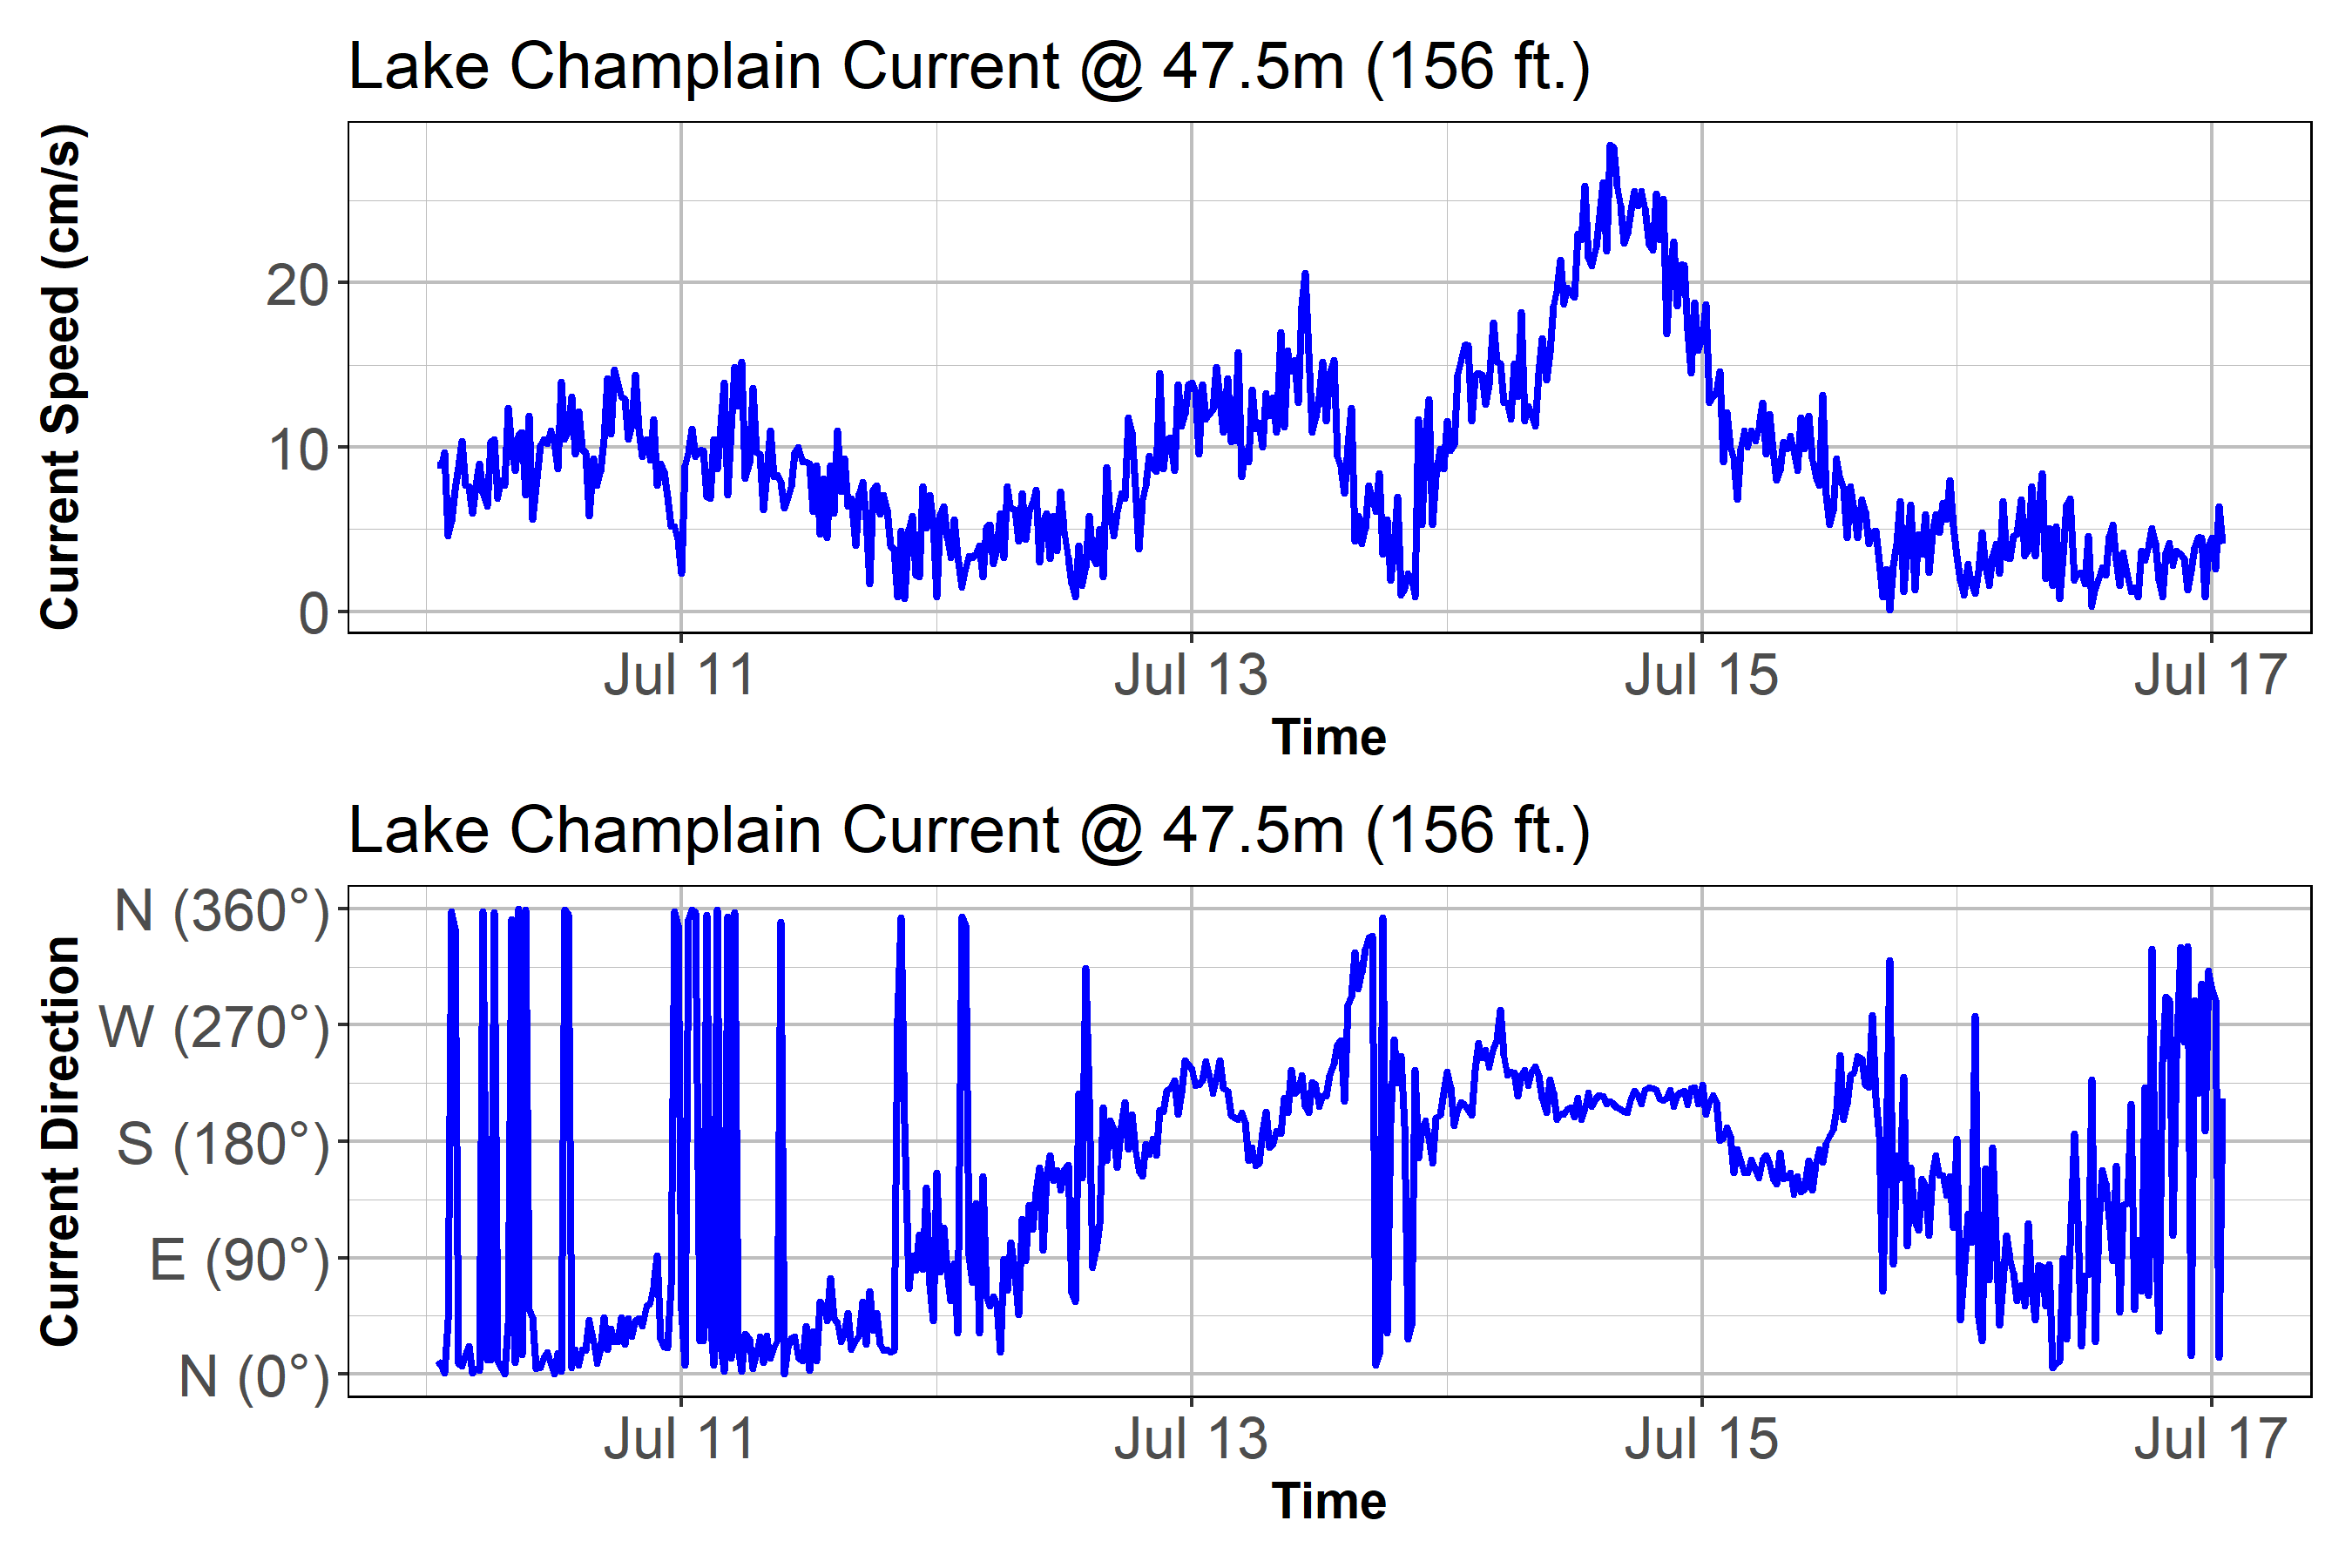 Lake Champlain Current @ 47.5m (156 ft.)
Current Speed (cm/s)
20
10
0
Jul 11 Jul 13 Jul 15 Jul 17
Time
Lake Champlain Current @ 47.5m (156 ft.)
Current Direction
N (360°)
W (270°)
S (180°)
E (90°)
N (0°)
Jul 11 Jul 13 Jul 15 Jul 17
Time